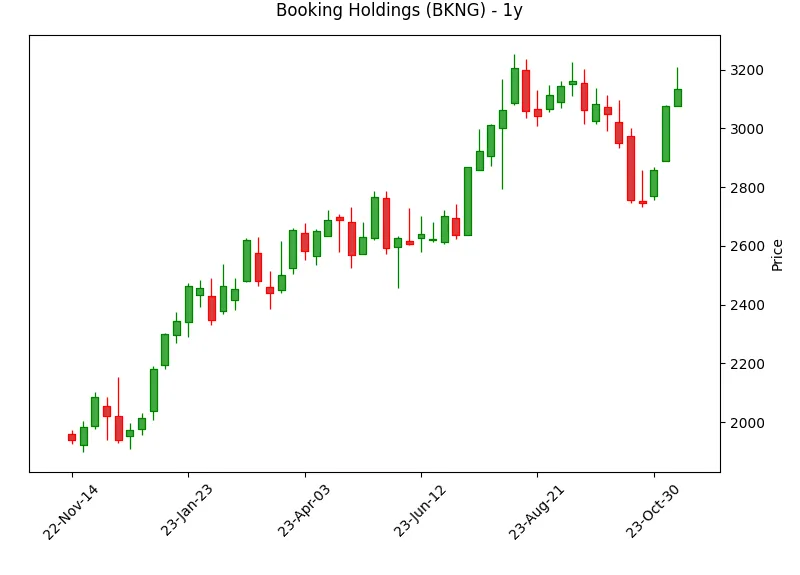 Booking Holdings (BKNG) - 1y
3200
3000
2800
2600
2400
2200
2000
Price
22-Nov-14
23-Jan-23
23-Apr-03
23-Jun-12
23-Aug-21
23-Oct-30